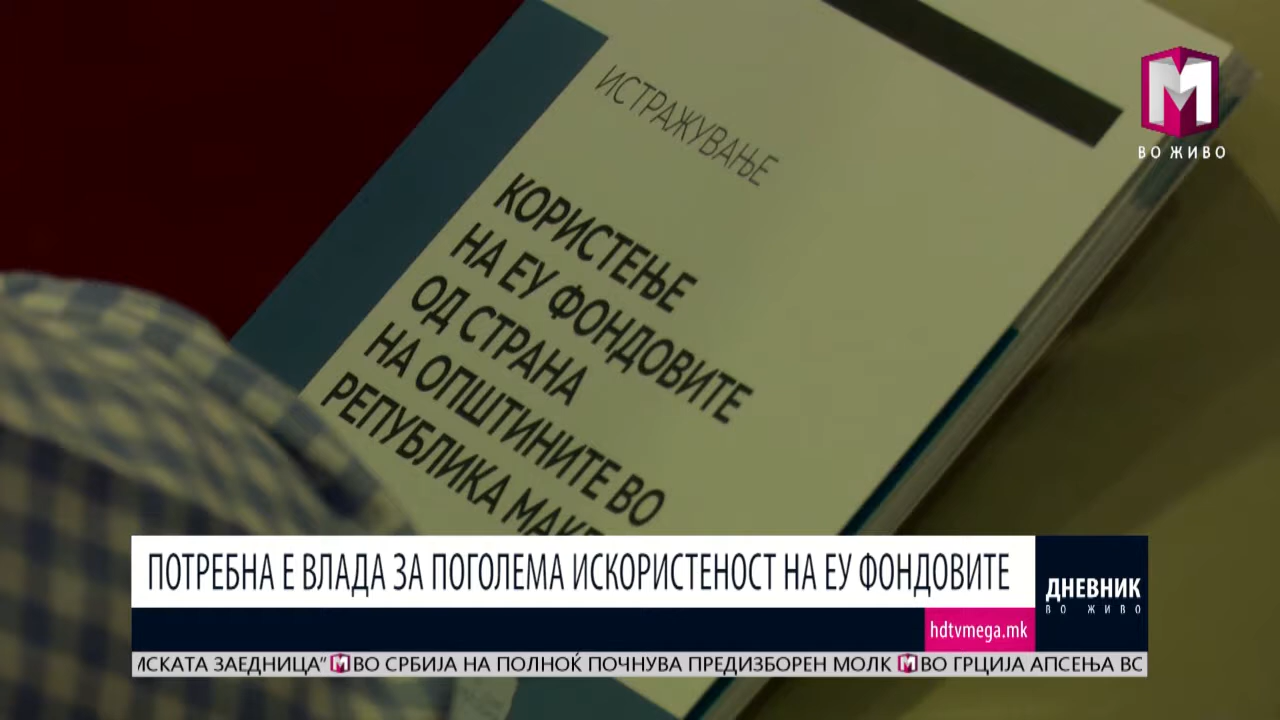 ВО ЖИВО
ИСТРАЖУВАЊЕ
КОРИСТЕЊЕ
НА ЕУ ФОНДОВИТЕ
ОД СТРАНА
НА ОПШТИНИТЕ ВО
РЕПУБЛИКА
ПОТРЕБНА Е ВЛАДА ЗА ПОГОЛЕМА ИСКОРИСТЕНОСТ НА ЕУ ФОНДОВИТЕ
ДНЕВНИК
ВО ЖИВО
hdtvmega.mk
ЗАЕДНИЦА“ М ВО СРБИЈА НА ПОЛНОЌ ПОЧНУВА ПРЕДИЗБОРЕН МОЛК М ВО ГРЦИЈА АПСЕЊА